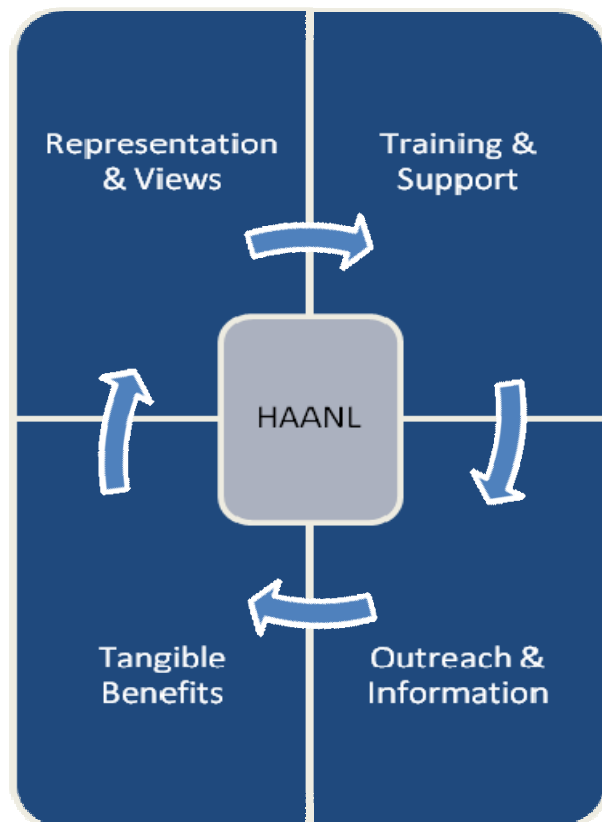 Representation
& Views
Training &
Support
HAANL
Tangible
Benefits
Outreach &
Information